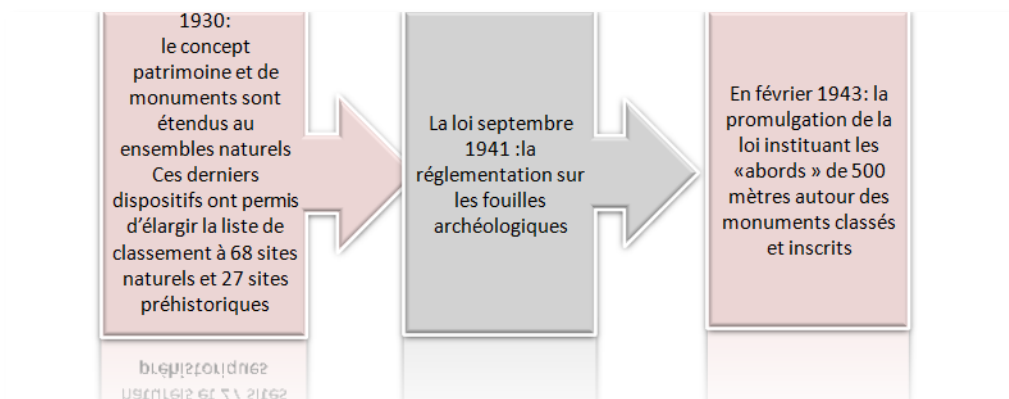 1930:
le concept
patrimoine et de
monuments sont
étendus au
ensembles naturels
Ces derniers
dispositifs ont permis
d’élargir la liste de
classement à 68 sites
naturels et 27 sites
préhistoriques
La loi septembre
1941 :la
réglementation sur
les fouilles
archéologiques
En février 1943: la
promulgation de la
loi instituant les
«abords » de 500
mètres autour des
monuments classés
et inscrits